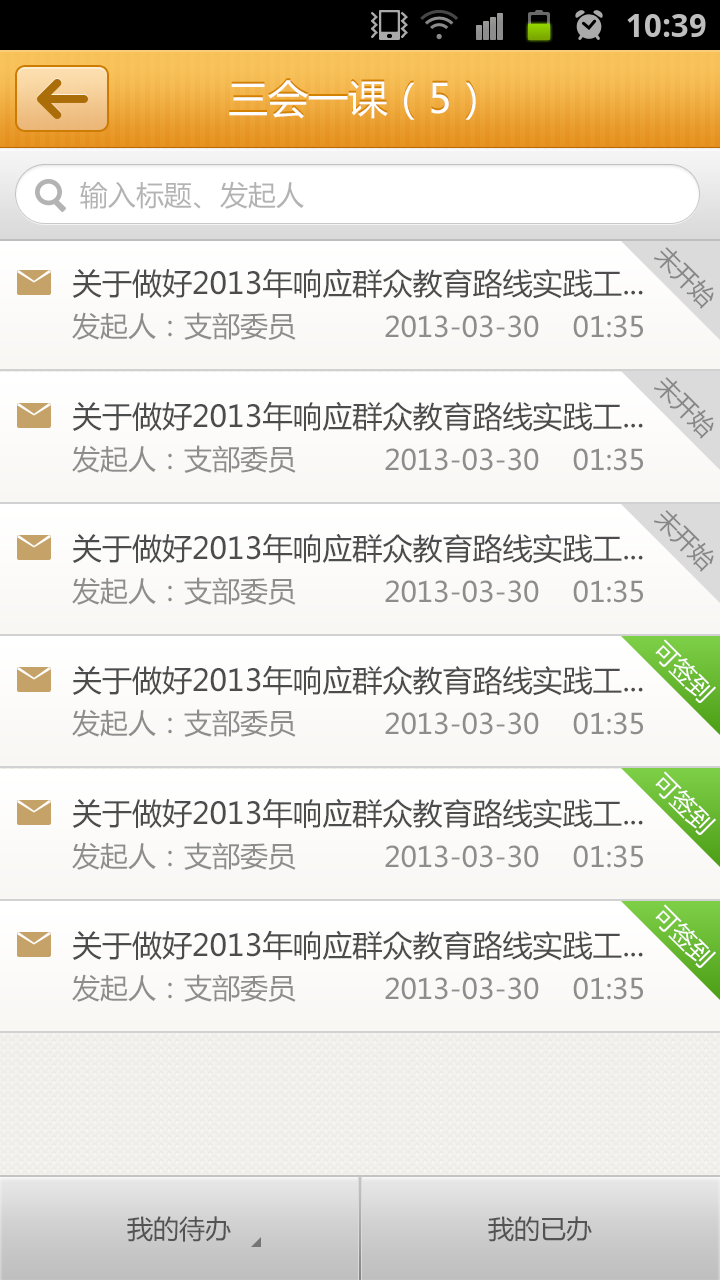 10:39
三会一课（5）
输入标题、发起人
关于做好2013年响应群众教育路线实践工...
未开始
发起人：支部委员 2013-03-30 01:35
关于做好2013年响应群众教育路线实践工...
未开始
发起人：支部委员 2013-03-30 01:35
关于做好2013年响应群众教育路线实践工...
未开始
发起人：支部委员 2013-03-30 01:35
关于做好2013年响应群众教育路线实践工...
可签到
发起人：支部委员 2013-03-30 01:35
关于做好2013年响应群众教育路线实践工...
可签到
发起人：支部委员 2013-03-30 01:35
关于做好2013年响应群众教育路线实践工...
可签到
发起人：支部委员 2013-03-30 01:35
我的待办 我的已办